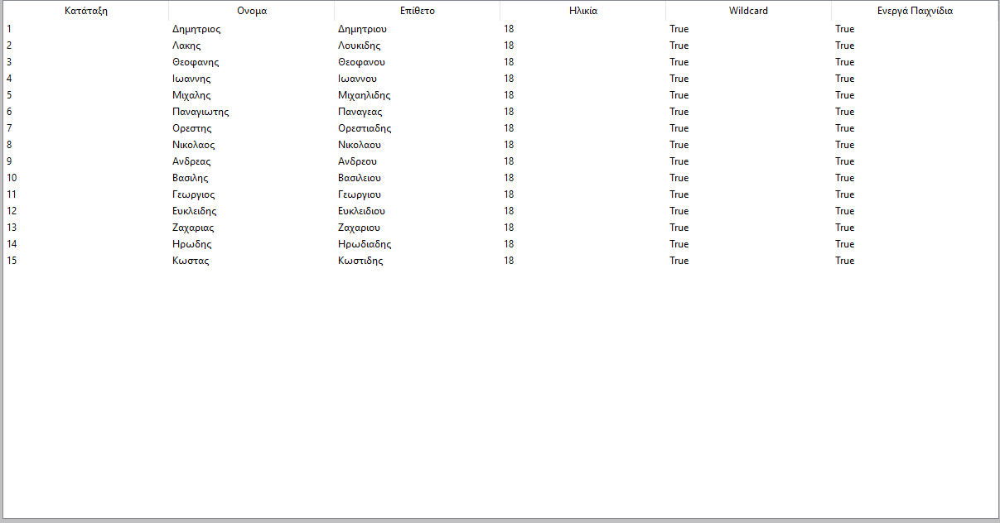 Κατάταξη Ονομα Επίθετο Ηλικία Wildcard Ενεργά Παιχνίδια
1 Δημητριος Δημητριου 18 True True
2 Λακης Λουκιδης 18 True True
3 Θεοφανης Θεοφανου 18 True True
4 Ιωαννης Ιωαννου 18 True True
5 Μιχαλης Μιχαηλιδης 18 True True
6 Παναγιωτης Παναγεας 18 True True
7 Ορεστης Ορεστιαδης 18 True True
8 Νικολαος Νικολαου 18 True True
9 Ανδρεας Ανδρεου 18 True True
10 Βασιλης Βασιλειου 18 True True
11 Γεωργιος Γεωργιου 18 True True
12 Ευκλειδης Ευκλειδιου 18 True True
13 Ζαχαριας Ζαχαριου 18 True True
14 Ηρωδης Ηρωδιαδης 18 True True
15 Κωστας Κωστιδης 18 True True